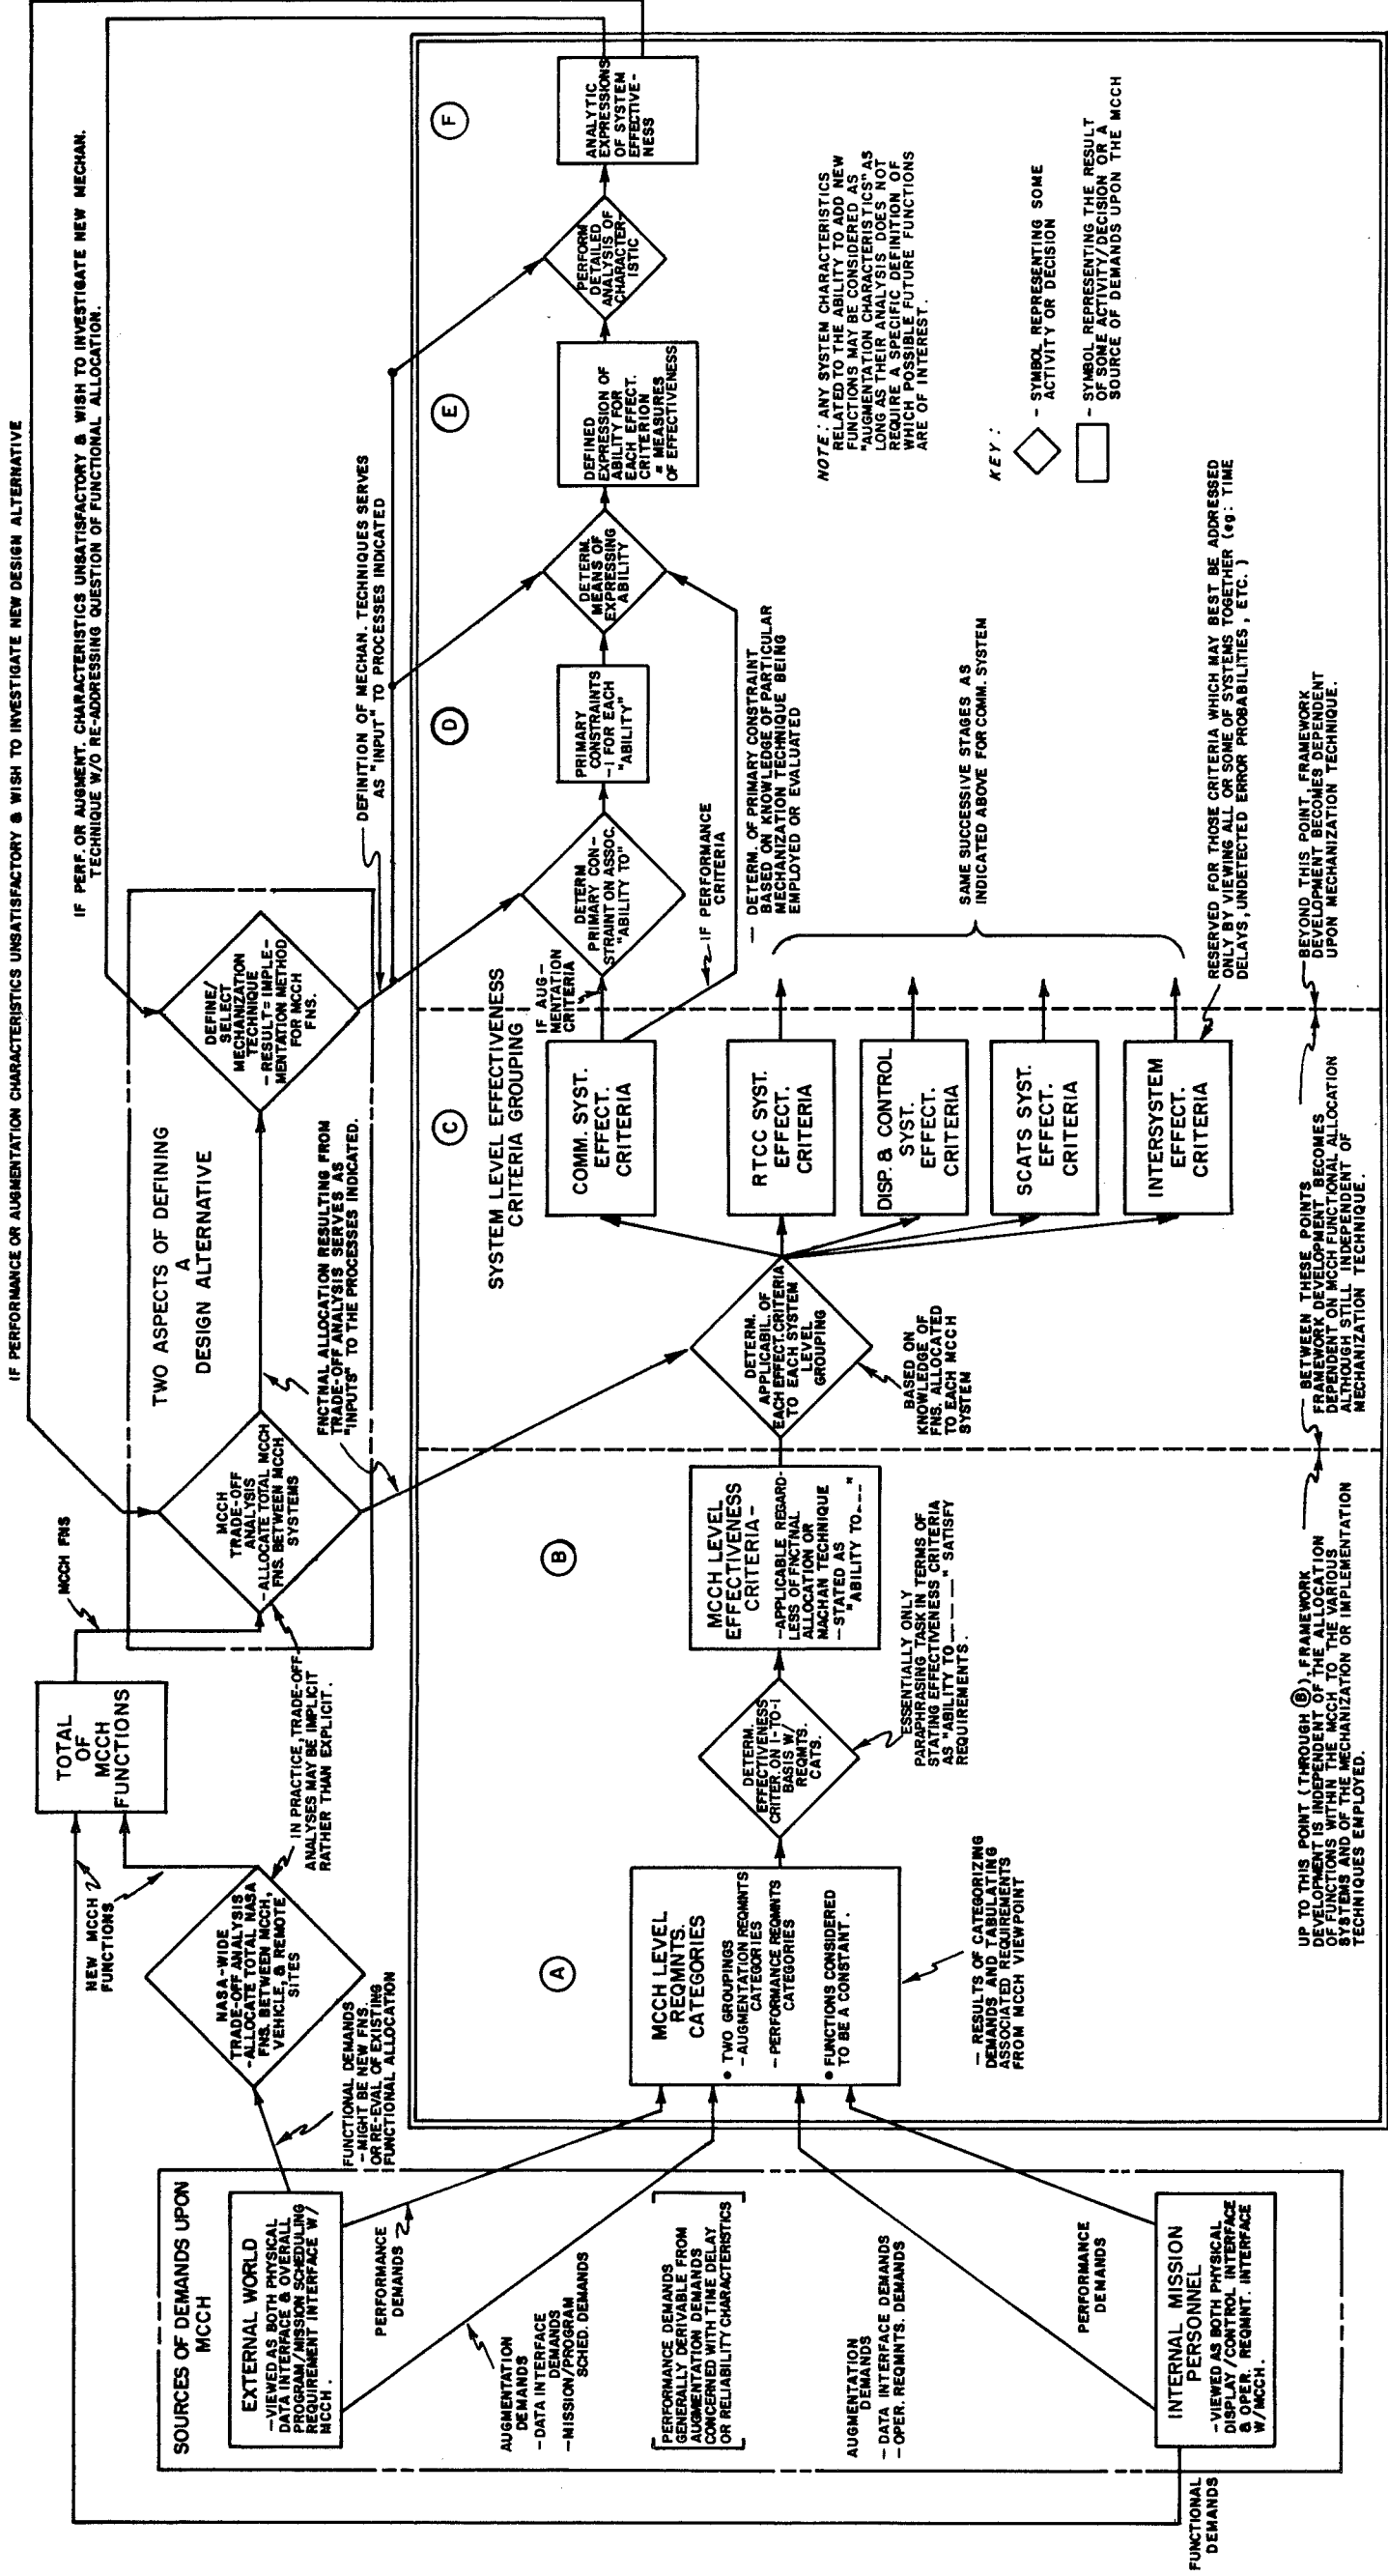 IF PERFORMANCE OR AUGMENTATION CHARACTERISTICS UNSATISFACTORY & WISH TO INVESTIGATE NEW DESIGN ALTERNATIVE
IF PERF. OR AUGMENT. CHARACTERISTICS UNSATISFACTORY & WISH TO INVESTIGATE NEW MECHAN.
TECHNIQUE W/O RE-ADDRESSING QUESTION OF FUNCTIONAL ALLOCATION.
MCCH FNS
TOTAL
OF
MCCH
FUNCTIONS
NEW MCCH
FUNCTIONS
NASA-WIDE
TRADE-OFF ANALYSIS
-ALLOCATE TOTAL NASA
FNS. BETWEEN MCCH,
VEHICLE, & REMOTE
SITES
IN PRACTICE, TRADE-OFF
ANALYSES MAY BE IMPLICIT
RATHER THAN EXPLICIT.
FUNCTIONAL DEMANDS
- MIGHT BE NEW FNS.
OR RE-EVAL OF EXISTING
FUNCTIONAL ALLOCATION
TWO ASPECTS OF DEFINING
A
DESIGN ALTERNATIVE
MCCH
TRADE-OFF
ANALYSIS
-ALLOCATE TOTAL MCCH
FNS. BETWEEN MCCH
SYSTEMS
DEFINE/
SELECT
MECHANIZATION
TECHNIQUE
-RESULT=IMPLE-
MENTATION METHOD
FOR MCCH
FNS.
FNCTNAL ALLOCATION RESULTING FROM
TRADE-OFF ANALYSIS SERVES AS
"INPUTS" TO THE PROCESSES INDICATED.
DEFINITION OF MECHAN. TECHNIQUES SERVES
AS "INPUT" TO PROCESSES INDICATED
SOURCES OF DEMANDS UPON
MCCH
EXTERNAL WORLD
-VIEWED AS BOTH PHYSICAL
DATA INTERFACE & OVERALL
PROGRAM/MISSION SCHEDULING
REQUIREMENT INTERFACE W/
MCCH.
PERFORMANCE
DEMANDS
AUGMENTATION
DEMANDS
-DATA INTERFACE
DEMANDS
-MISSION/PROGRAM
SCHED. DEMANDS
PERFORMANCE DEMANDS
GENERALLY DERIVABLE FROM
AUGMENTATION DEMANDS
CONCERNED WITH TIME DELAY
OR RELIABILITY CHARACTERISTICS
AUGMENTATION
DEMANDS
-DATA INTERFACE DEMANDS
-OPER. REQMNTS. DEMANDS
PERFORMANCE
DEMANDS
INTERNAL MISSION
PERSONNEL
-VIEWED AS BOTH PHYSICAL
DISPLAY/CONTROL INTERFACE
& OPER. REQMNT. INTERFACE
W/MCCH.
FUNCTIONAL
DEMANDS
A
MCCH LEVEL
REQMNTS.
CATEGORIES
• TWO GROUPINGS
-AUGMENTATION REQMNTS
CATEGORIES
-PERFORMANCE REQMNTS
CATEGORIES
• FUNCTIONS CONSIDERED
TO BE A CONSTANT.
- RESULTS OF CATEGORIZING
DEMANDS AND TABULATING
ASSOCIATED REQUIREMENTS
FROM MCCH VIEWPOINT
DETERM.
EFFECTIVENESS
CRITER. ON 1-TO-1
BASIS W/
REQMTS.
CATS.
ESSENTIALLY ONLY
PARAPHRASING TASK IN TERMS OF
STATING EFFECTIVENESS CRITERIA
AS "ABILITY TO ____" SATISFY
REQUIREMENTS.
B
MCCH LEVEL
EFFECTIVENESS
CRITERIA-
-APPLICABLE REGARD-
LESS OF FNCTNAL
ALLOCATION OR
MACHAN TECHNIQUE
-STATED AS
"ABILITY TO---"
DETERM.
APPLICABIL. OF
EACH EFFECT. CRITERIA
TO EACH SYSTEM
LEVEL
GROUPING
BASED ON
KNOWLEDGE OF
FNS. ALLOCATED
TO EACH MCCH
SYSTEM
C
SYSTEM LEVEL EFFECTIVENESS
CRITERIA GROUPING
COMM. SYST.
EFFECT.
CRITERIA
RTCC SYST.
EFFECT.
CRITERIA
DISP. & CONTROL
SYST.
EFFECT.
CRITERIA
SCATS SYST.
EFFECT.
CRITERIA
INTERSYSTEM
EFFECT.
CRITERIA
IF AUG-
MENTATION
CRITERIA
IF PERFORMANCE
CRITERIA
DETERM
PRIMARY CON-
STRAINT ON ASSOC.
"ABILITY TO"
- DETERM. OF PRIMARY CONSTRAINT
BASED ON KNOWLEDGE OF PARTICULAR
MECHANIZATION TECHNIQUE BEING
EMPLOYED OR EVALUATED
SAME SUCCESSIVE STAGES AS
INDICATED ABOVE FOR COMM. SYSTEM
RESERVED FOR THOSE CRITERIA WHICH MAY BEST BE ADDRESSED
ONLY BY VIEWING ALL OR SOME OF SYSTEMS TOGETHER (eg: TIME
DELAYS, UNDETECTED ERROR PROBABILITIES, ETC.)
D
PRIMARY
CONSTRAINTS
-1 FOR EACH
"ABILITY"
DETERM.
MEANS OF
EXPRESSING
ABILITY
E
DEFINED
EXPRESSION OF
ABILITY FOR
EACH EFFECT.
CRITERION
= MEASURES
OF EFFECTIVENESS
PERFORM
DETAILED
ANALYSIS OF
CHARACTER-
ISTIC
F
ANALYTIC
EXPRESSIONS
OF SYSTEM
EFFECTIVE-
NESS
NOTE: ANY SYSTEM CHARACTERISTICS
RELATED TO THE ABILITY TO ADD NEW
FUNCTIONS MAY BE CONSIDERED AS
"AUGMENTATION CHARACTERISTICS" AS
LONG AS THEIR ANALYSIS DOES NOT
REQUIRE A SPECIFIC DEFINITION OF
WHICH POSSIBLE FUTURE FUNCTIONS
ARE OF INTEREST.
KEY:
- SYMBOL REPRESENTING SOME
ACTIVITY OR DECISION
- SYMBOL REPRESENTING THE RESULT
OF SOME ACTIVITY/DECISION OR A
SOURCE OF DEMANDS UPON THE MCCH
UP TO THIS POINT (THROUGH B), FRAMEWORK
DEVELOPMENT IS INDEPENDENT OF THE ALLOCATION
OF FUNCTIONS WITHIN THE MCCH TO THE VARIOUS
SYSTEMS AND OF THE MECHANIZATION OR IMPLEMENTATION
TECHNIQUES EMPLOYED.
BETWEEN THESE POINTS
FRAMEWORK DEVELOPMENT BECOMES
DEPENDENT ON MCCH FUNCTIONAL ALLOCATION
ALTHOUGH STILL INDEPENDENT OF
MECHANIZATION TECHNIQUE.
BEYOND THIS POINT, FRAMEWORK
DEVELOPMENT BECOMES DEPENDENT
UPON MECHANIZATION TECHNIQUE.